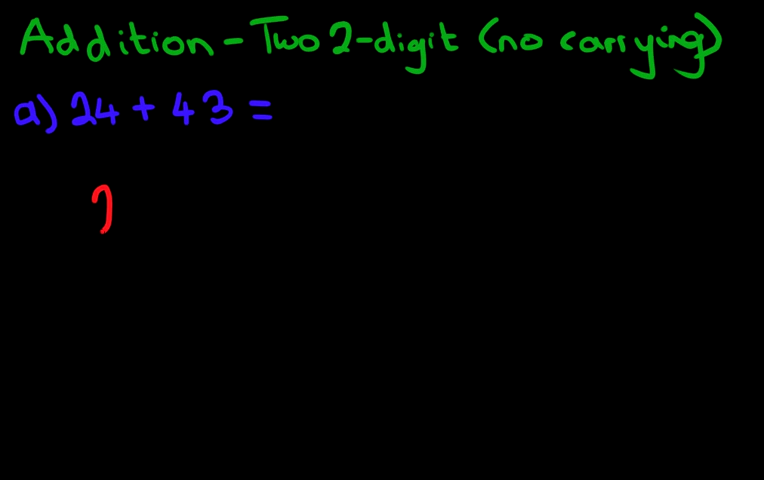 Addition - Two 2-digit (no carrying)
a) 24 + 43 =